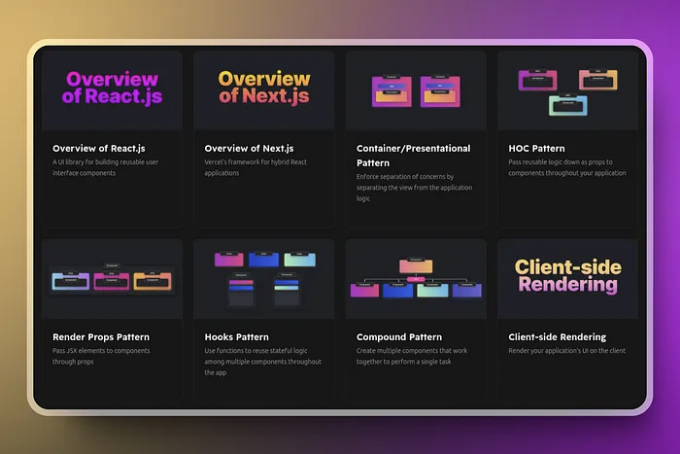 Overview
of React.js
Overview
of Next.js
Overview of React.js
A UI library for building reusable user
interface components
Overview of Next.js
Vercel's framework for hybrid React
applications
Container/Presentational
Pattern
Enforce separation of concerns by
separating the view from the application
logic
HOC Pattern
Pass reusable logic down as props to
components throughout your application
Client-side
Rendering
Render Props Pattern
Pass JSX elements to components
through props
Hooks Pattern
Use functions to reuse stateful logic
among multiple components throughout
the app
Compound Pattern
Create multiple components that work
together to perform a single task
Client-side Rendering
Render your application's UI on the client